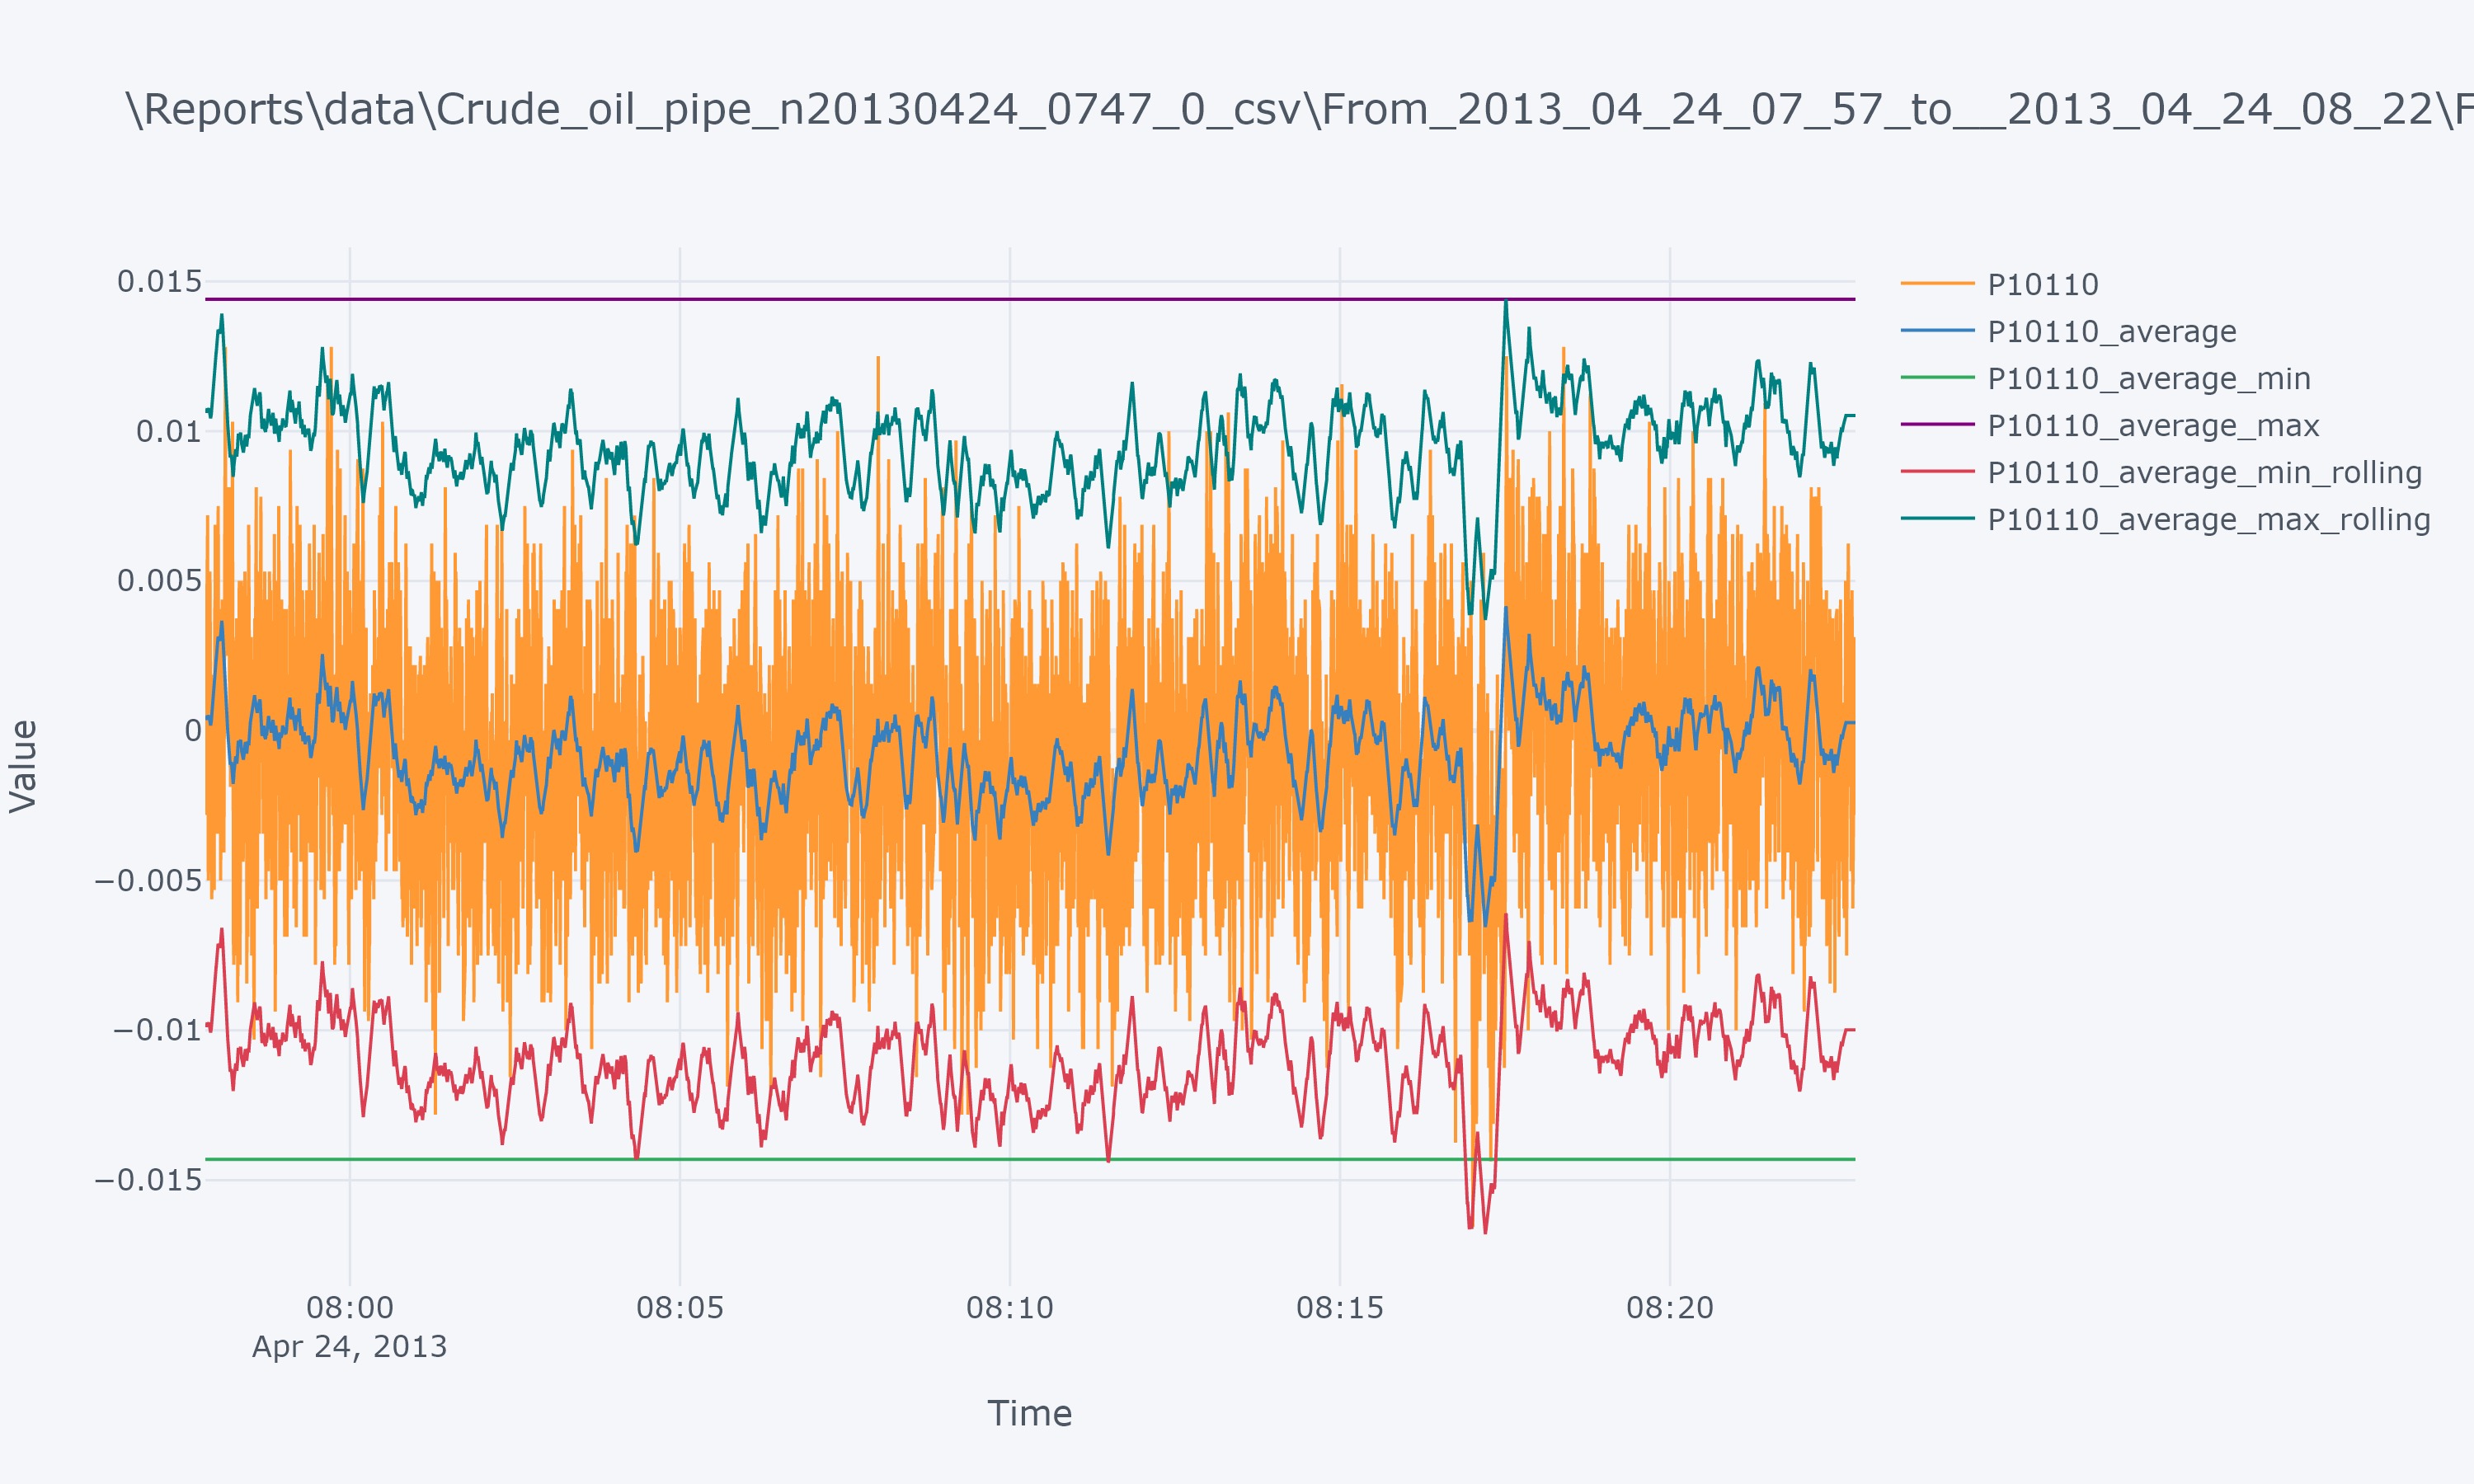 \Reports\data\Crude_oil_pipe_n20130424_0747_0_csv\From_2013_04_24_07_57_to__2013_04_24_08_22\F
0.015
0.01
0.005
0
−0.005
−0.01
−0.015
Value
08:00
08:05
08:10
08:15
08:20
Apr 24, 2013
Time
P10110
P10110_average
P10110_average_min
P10110_average_max
P10110_average_min_rolling
P10110_average_max_rolling